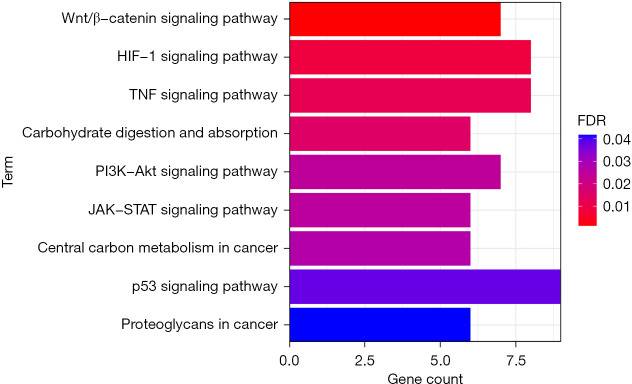 Wnt/β−catenin signaling pathway
HIF−1 signaling pathway
TNF signaling pathway
Carbohydrate digestion and absorption
PI3K−Akt signaling pathway
JAK−STAT signaling pathway
Central carbon metabolism in cancer
p53 signaling pathway
Proteoglycans in cancer
Term
0.0 2.5 5.0 7.5
Gene count
FDR
0.04
0.03
0.02
0.01